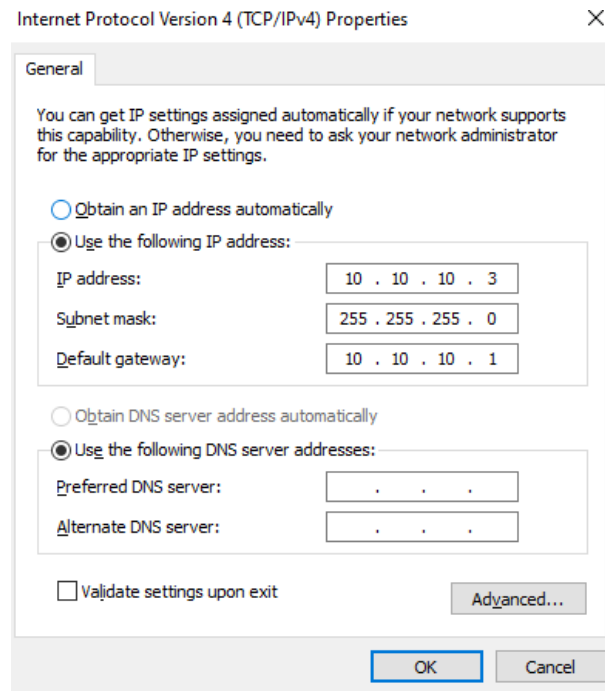 Internet Protocol Version 4 (TCP/IPv4) Properties
General
You can get IP settings assigned automatically if your network supports
this capability. Otherwise, you need to ask your network administrator
for the appropriate IP settings.
Obtain an IP address automatically
Use the following IP address:
IP address: 10 . 10 . 10 . 3
Subnet mask: 255 . 255 . 255 . 0
Default gateway: 10 . 10 . 10 . 1
Obtain DNS server address automatically
Use the following DNS server addresses:
Preferred DNS server: . . .
Alternate DNS server: . . .
Validate settings upon exit
Advanced...
OK Cancel